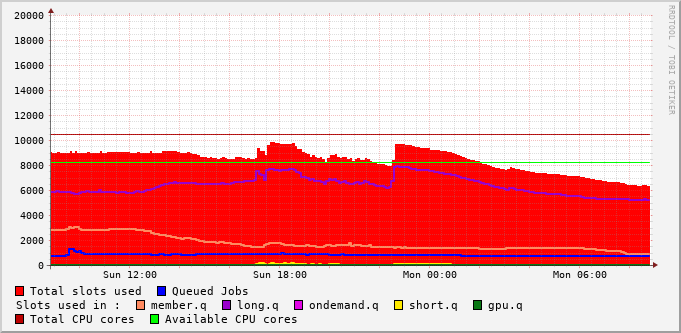 20000
18000
16000
14000
12000
10000
8000
6000
4000
2000
0
Sun 12:00 Sun 18:00 Mon 00:00 Mon 06:00
RRDTOOL / TOBI OETIKER
Total slots used Queued Jobs
Slots used in : member.q long.q ondemand.q short.q gpu.q
Total CPU cores Available CPU cores